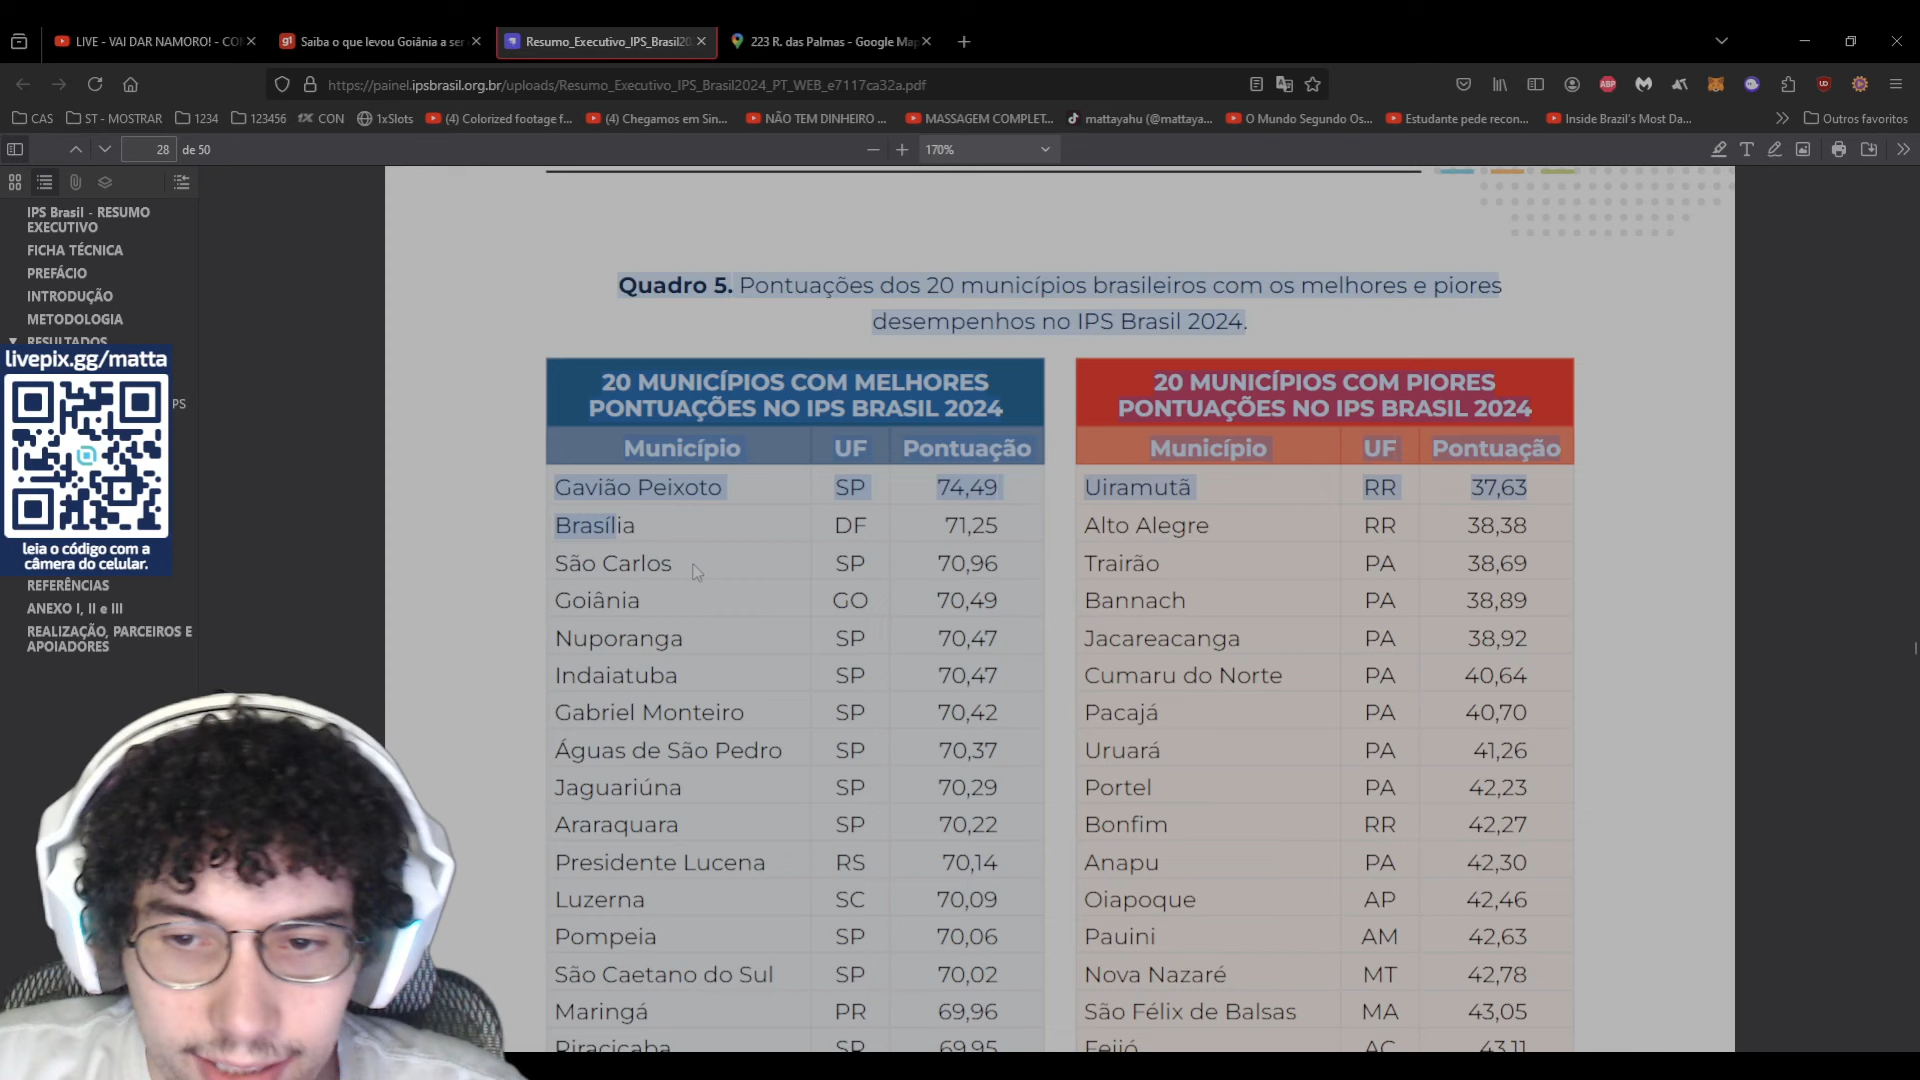 LIVE - VAI DAR NAMORO! - CO
Saiba o que levou Goiânia a ser
Resumo_Executivo_IPS_Brasil20
223 R. das Palmas - Google Map
https://painel.ipsbrasil.org.br/uploads/Resumo_Executivo_IPS_Brasil2024_PT_WEB_e7117ca32a.pdf
CAS
ST - MOSTRAR
1234
123456
CON
1xSlots
(4) Colorized footage f...
(4) Chegamos em Sin...
NÃO TEM DINHEIRO ...
MASSAGEM COMPLET...
mattayahu (@mattaya...
O Mundo Segundo Os...
Estudante pede recon...
Inside Brazil's Most Da...
Outros favoritos
28 de 50
170%
IPS Brasil - RESUMO
EXECUTIVO
FICHA TÉCNICA
PREFÁCIO
INTRODUÇÃO
METODOLOGIA
RESULTADOS
livepix.gg/matta
PS
leia o código com a
câmera do celular.
REFERÊNCIAS
ANEXO I, II e III
REALIZAÇÃO, PARCEIROS E
APOIADORES
Quadro 5. Pontuações dos 20 municípios brasileiros com os melhores e piores
desempenhos no IPS Brasil 2024.
20 MUNICÍPIOS COM MELHORES
PONTUAÇÕES NO IPS BRASIL 2024
Município UF Pontuação
Gavião Peixoto SP 74,49
Brasília DF 71,25
São Carlos SP 70,96
Goiânia GO 70,49
Nuporanga SP 70,47
Indaiatuba SP 70,47
Gabriel Monteiro SP 70,42
Águas de São Pedro SP 70,37
Jaguariúna SP 70,29
Araraquara SP 70,22
Presidente Lucena RS 70,14
Luzerna SC 70,09
Pompeia SP 70,06
São Caetano do Sul SP 70,02
Maringá PR 69,96
Piracicaba SP 69,95
20 MUNICÍPIOS COM PIORES
PONTUAÇÕES NO IPS BRASIL 2024
Município UF Pontuação
Uiramutã RR 37,63
Alto Alegre RR 38,38
Trairão PA 38,69
Bannach PA 38,89
Jacareacanga PA 38,92
Cumaru do Norte PA 40,64
Pacajá PA 40,70
Uruará PA 41,26
Portel PA 42,23
Bonfim RR 42,27
Anapu PA 42,30
Oiapoque AP 42,46
Pauini AM 42,63
Nova Nazaré MT 42,78
São Félix de Balsas MA 43,05
Feijó AC 43,11